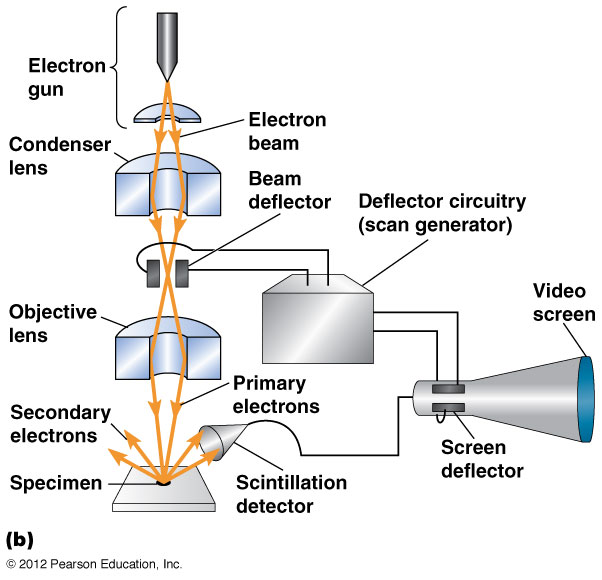 Electron
gun
Electron
beam
Condenser
lens
Beam
deflector
Deflector circuitry
(scan generator)
Video
screen
Objective
lens
Primary
electrons
Secondary
electrons
Screen
deflector
Specimen
Scintillation
detector
(b)
© 2012 Pearson Education, Inc.